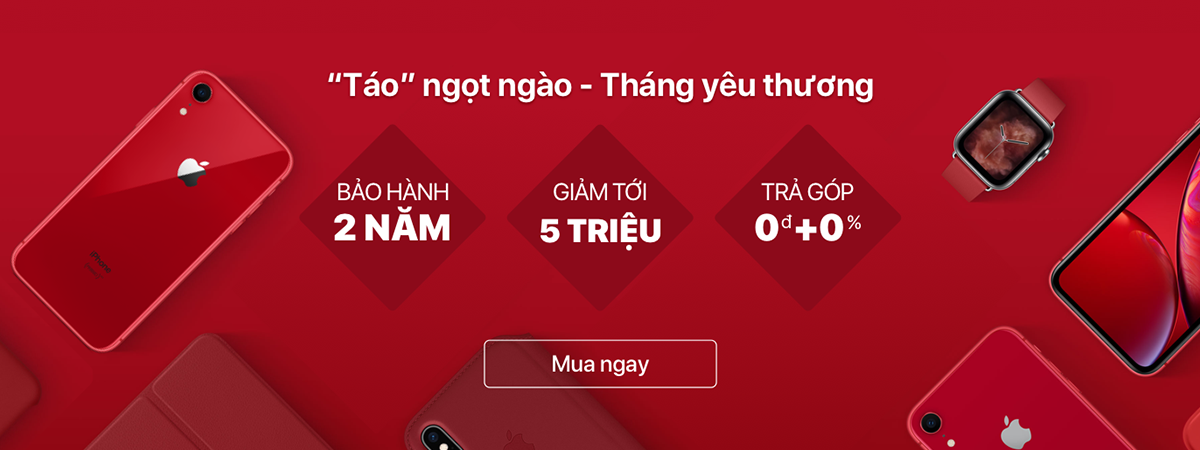 “Táo” ngọt ngào - Tháng yêu thương
BẢO HÀNH
2 NĂM
GIẢM TỚI
5 TRIỆU
TRẢ GÓP
0đ+0%
Mua ngay
iPhone